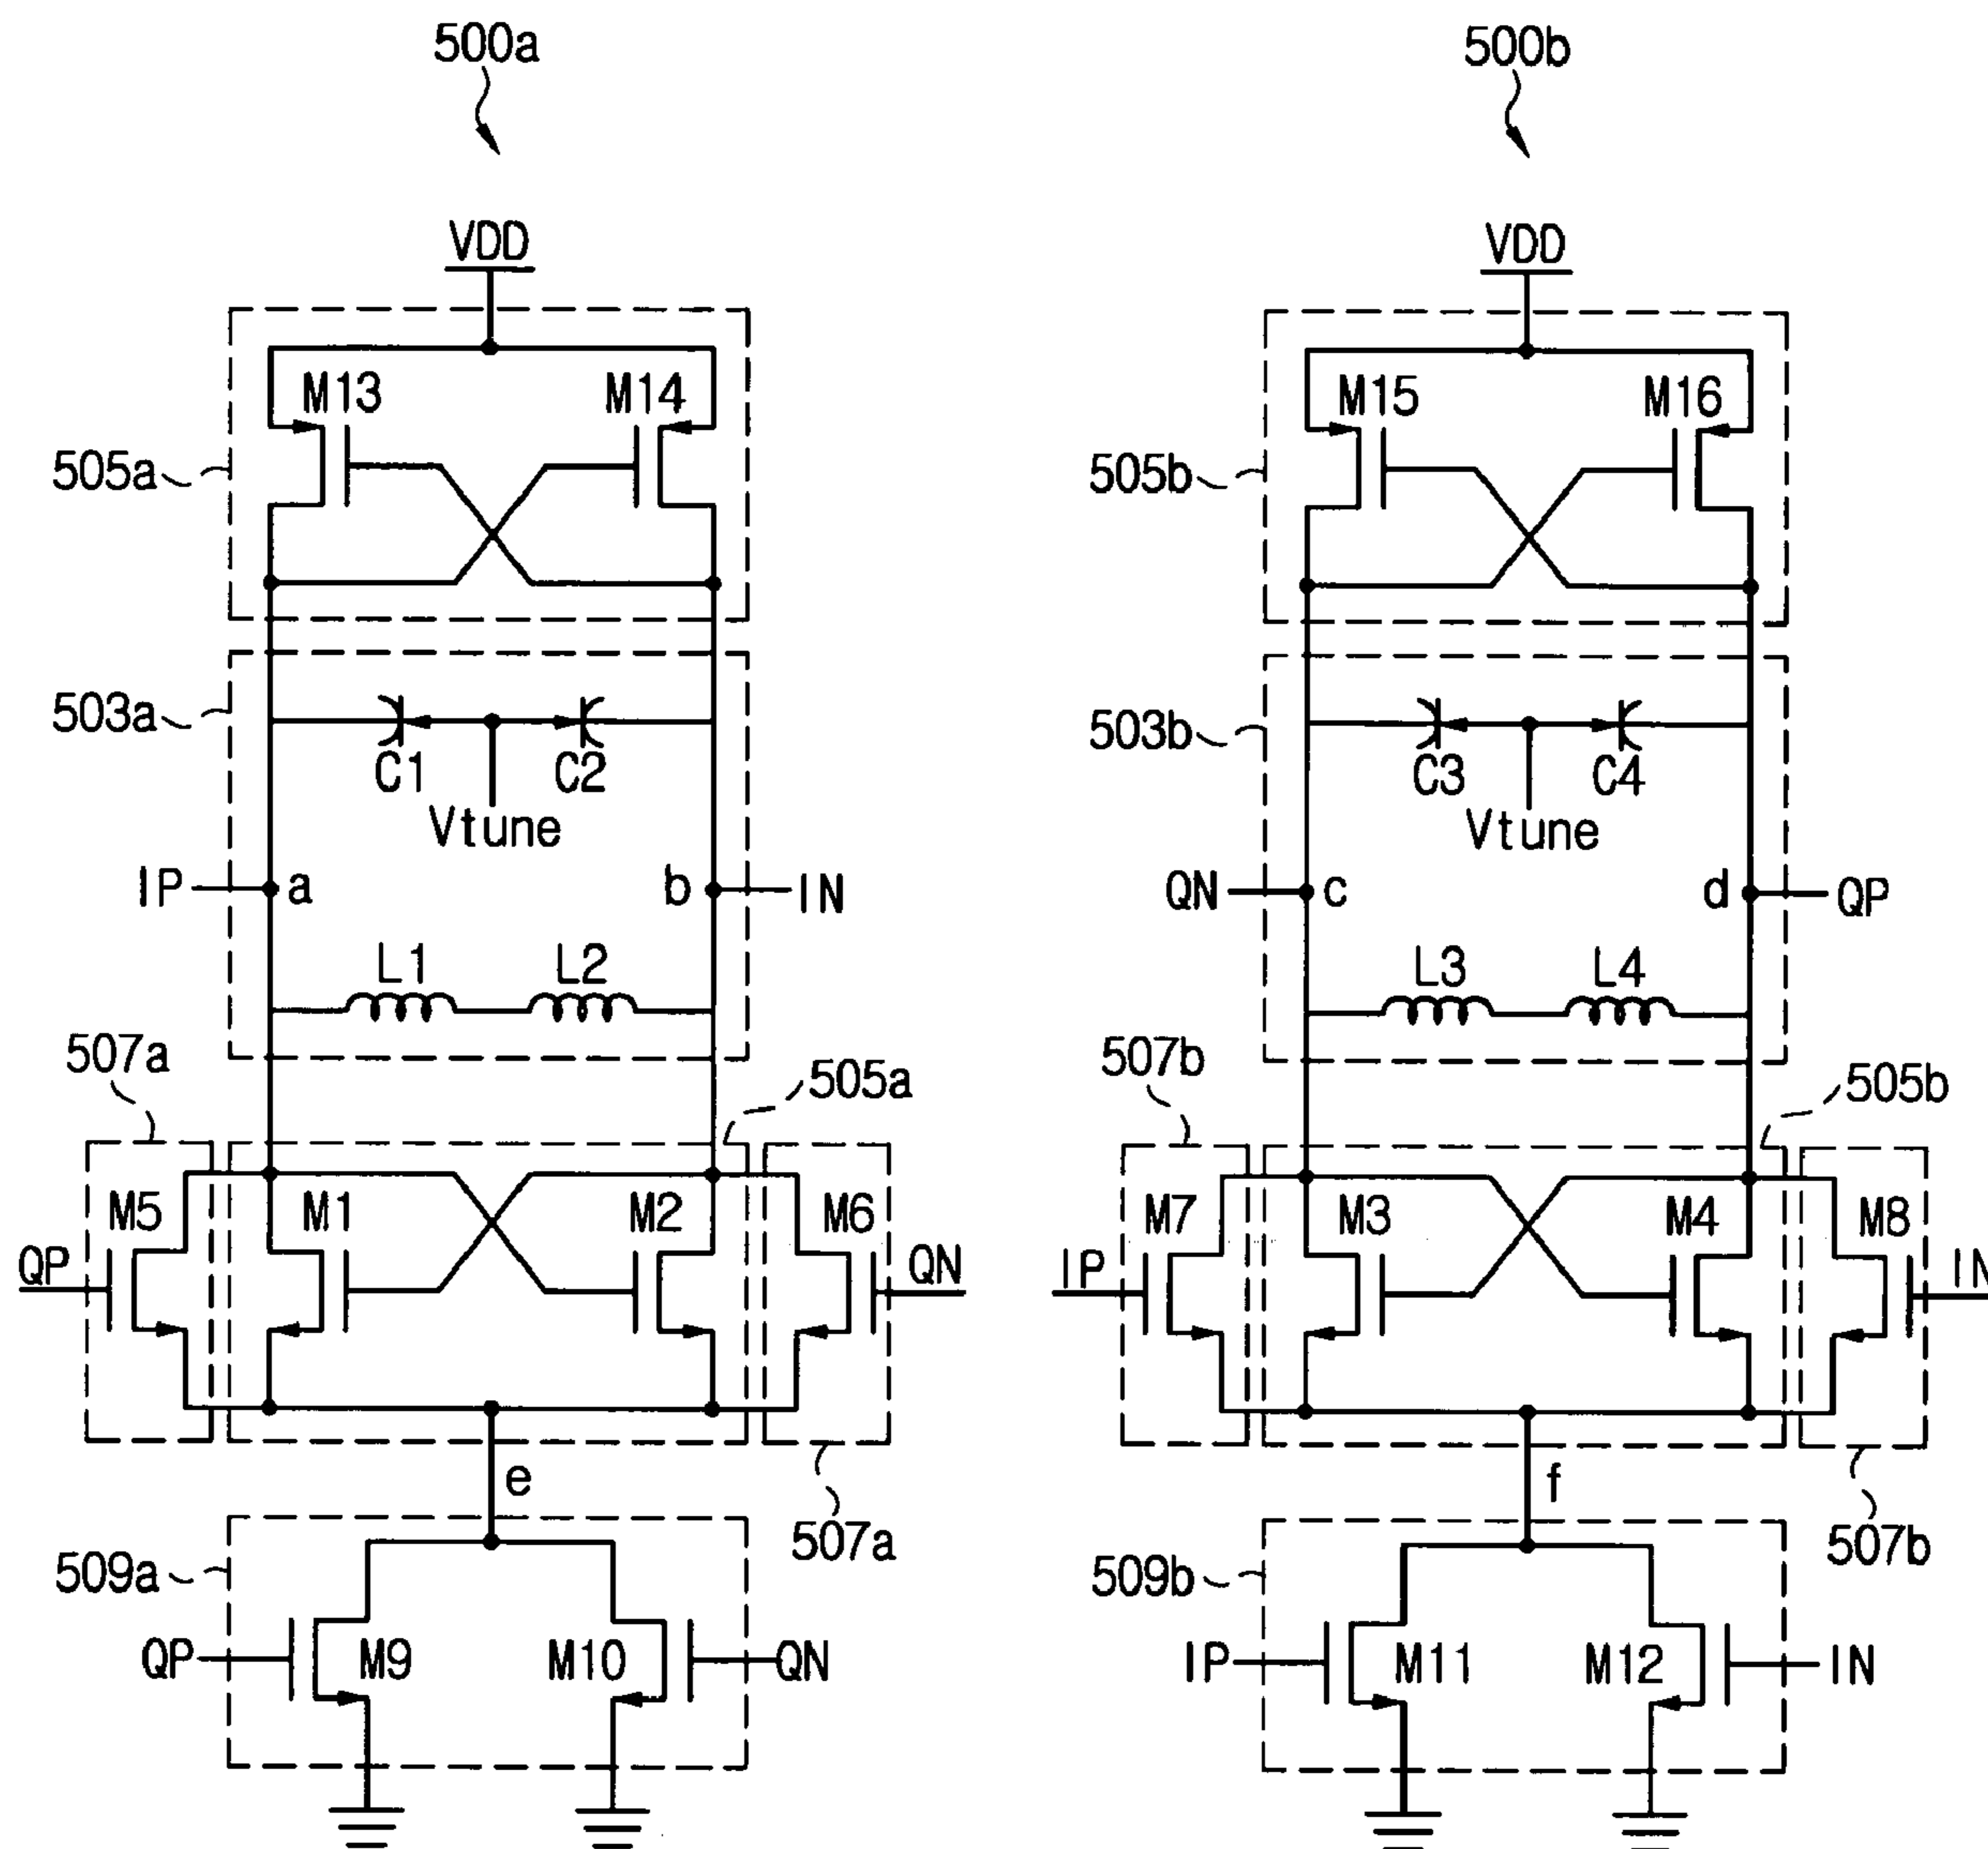 500a
500b
VDD
VDD
M13
M14
M15
M16
505a
505b
503a
503b
C1
C2
C3
C4
Vtune
Vtune
IP
a
b
IN
QN
c
d
QP
L1
L2
L3
L4
507a
505a
507b
505b
M5
M1
M2
M6
M7
M3
M4
M8
QP
QN
IP
IN
e
f
507a
507b
509a
509b
QP
M9
M10
QN
IP
M11
M12
IN